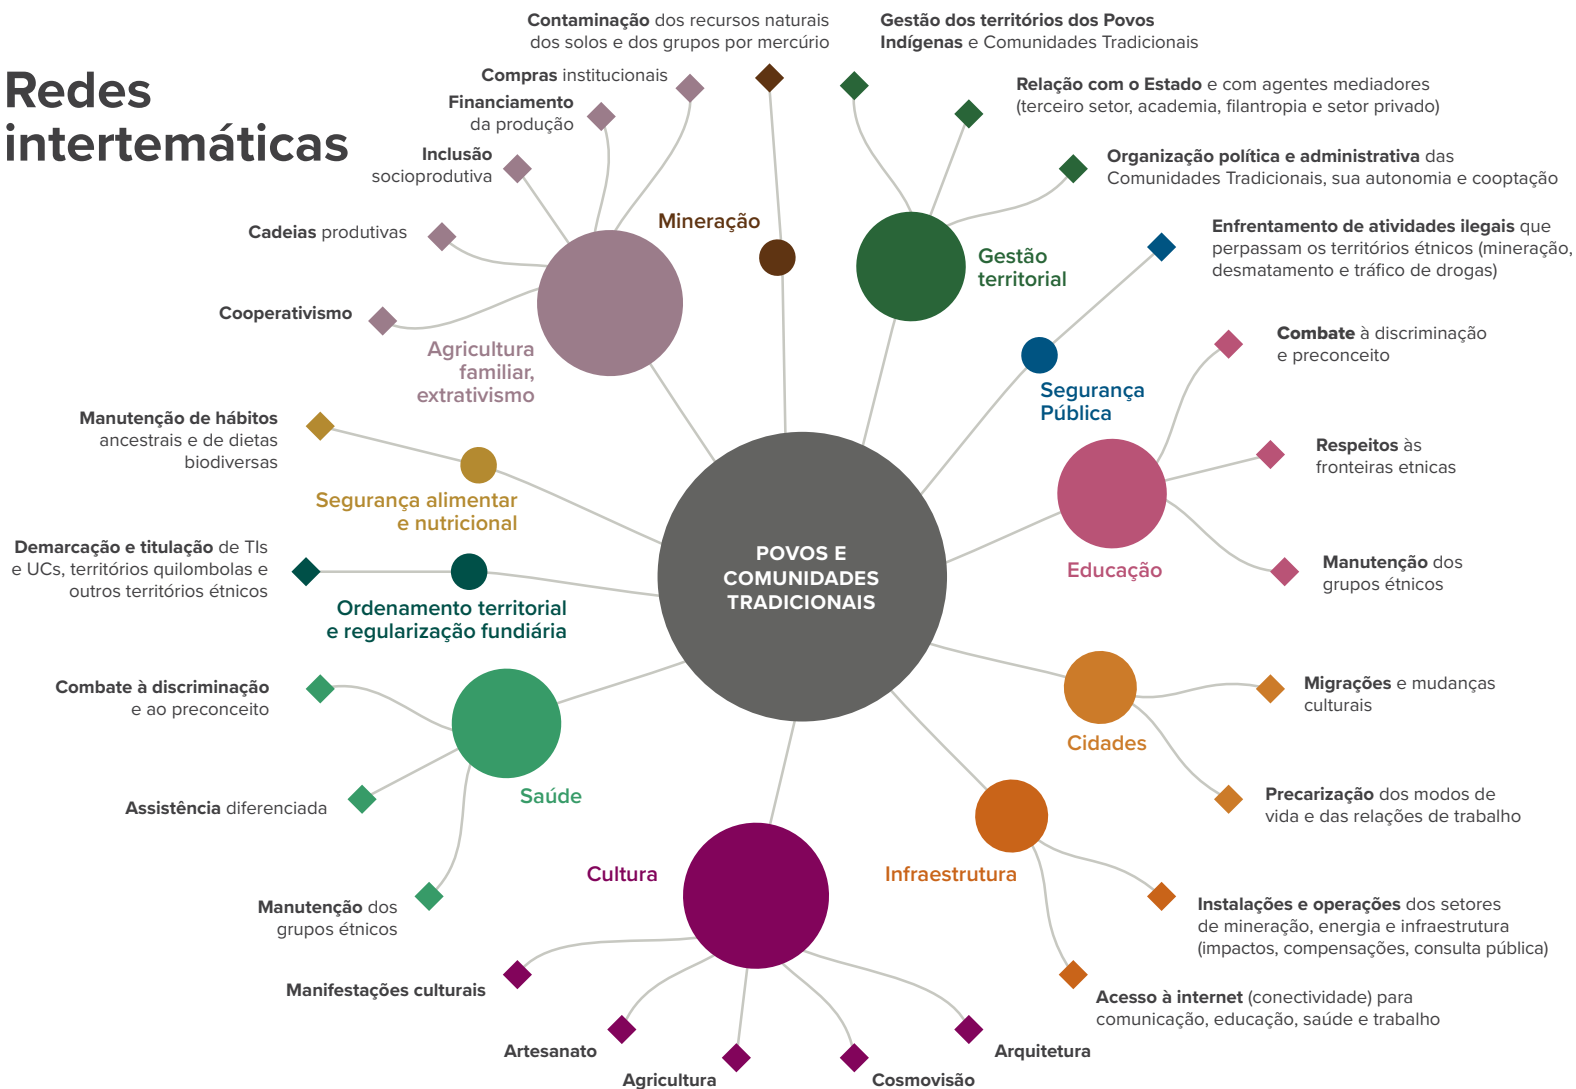 Redes
intertemáticas
Contaminação dos recursos naturais
dos solos e dos grupos por mercúrio
Compras institucionais
Financiamento
da produção
Inclusão
socioprodutiva
Cadeias produtivas
Cooperativismo
Agricultura
familiar,
extrativismo
Mineração
Gestão dos territórios dos Povos
Indígenas e Comunidades Tradicionais
Relação com o Estado e com agentes mediadores
(terceiro setor, academia, filantropia e setor privado)
Organização política e administrativa das
Comunidades Tradicionais, sua autonomia e cooptação
Gestão
territorial
Enfrentamento de atividades ilegais que
perpassam os territórios étnicos (mineração,
desmatamento e tráfico de drogas)
Segurança
Pública
Combate à discriminação
e preconceito
Respeitos às
fronteiras etnicas
Manutenção dos
grupos étnicos
Educação
Manutenção de hábitos
ancestrais e de dietas
biodiversas
Segurança alimentar
e nutricional
Demarcação e titulação de TIs
e UCs, territórios quilombolas e
outros territórios étnicos
Ordenamento territorial
e regularização fundiária
POVOS E
COMUNIDADES
TRADICIONAIS
Combate à discriminação
e ao preconceito
Assistência diferenciada
Manutenção dos
grupos étnicos
Saúde
Migrações e mudanças
culturais
Precarização dos modos de
vida e das relações de trabalho
Cidades
Infraestrutura
Instalações e operações dos setores
de mineração, energia e infraestrutura
(impactos, compensações, consulta pública)
Acesso à internet (conectividade) para
comunicação, educação, saúde e trabalho
Cultura
Manifestações culturais
Artesanato
Agricultura
Cosmovisão
Arquitetura